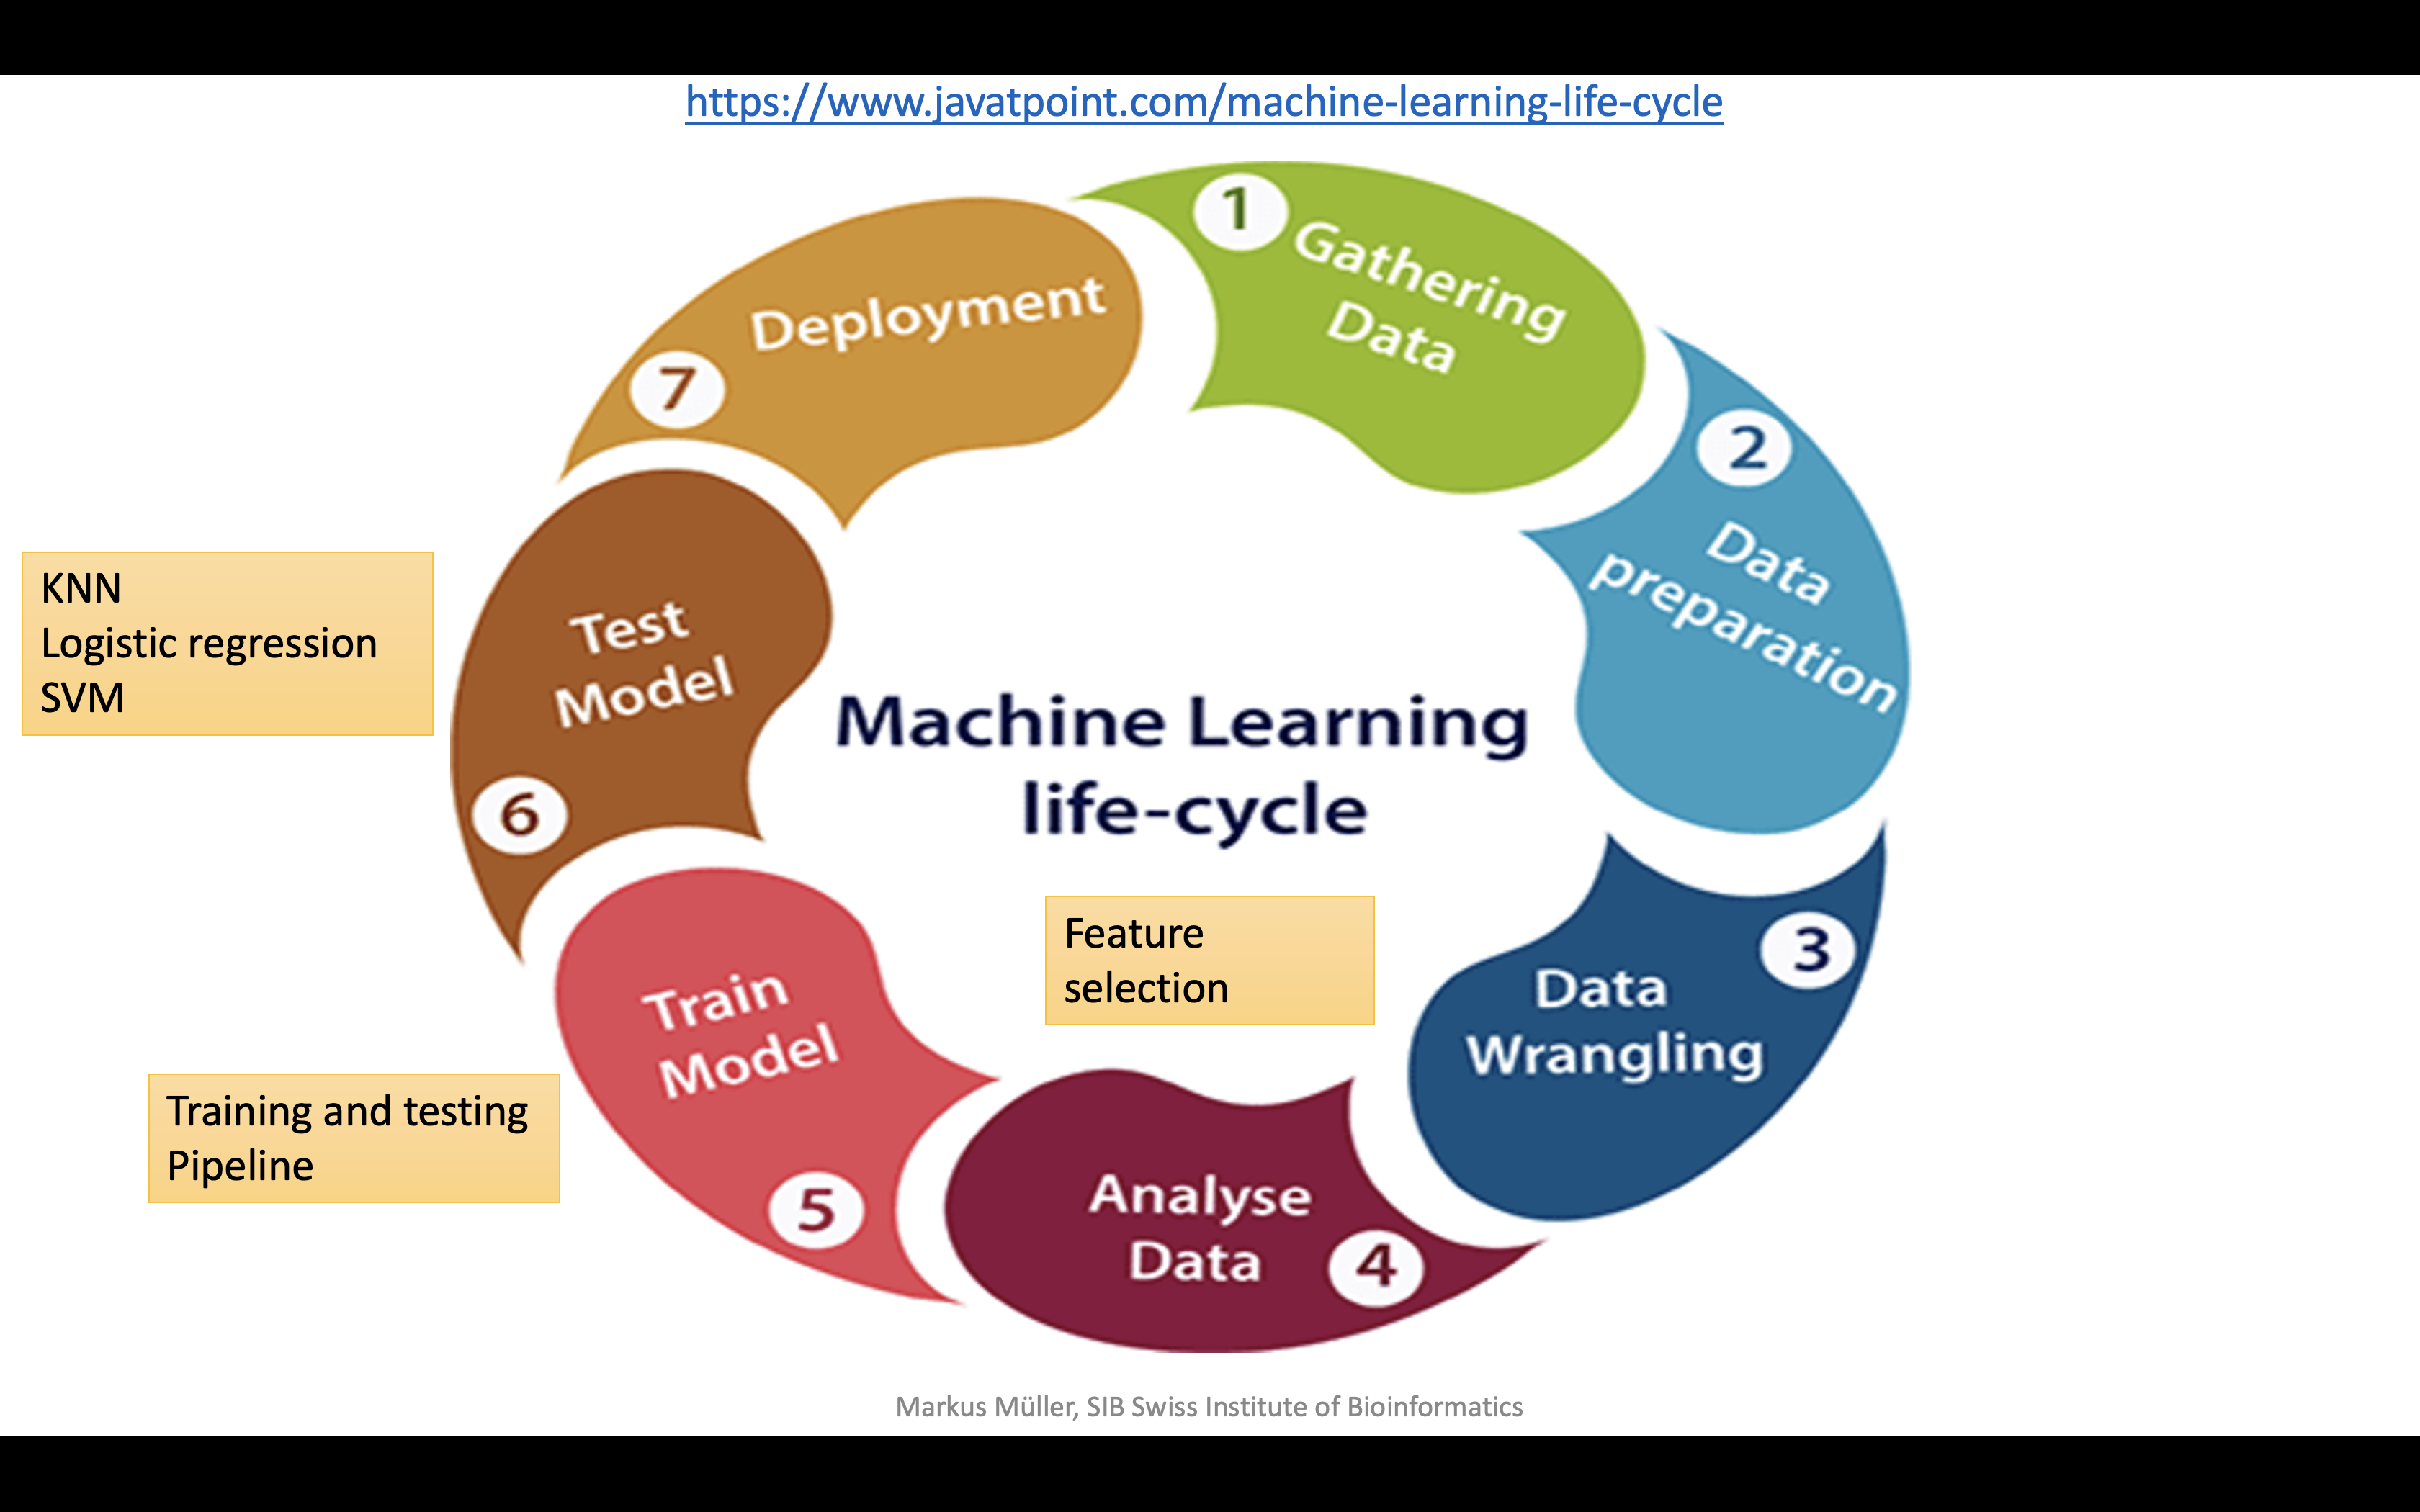 https://www.javatpoint.com/machine-learning-life-cycle
1
Gathering
Data
2
Data
preparation
3
Data
Wrangling
4
Analyse
Data
5
Train
Model
6
Test
Model
7
Deployment
Machine Learning
life-cycle
KNN
Logistic regression
SVM
Feature
selection
Training and testing
Pipeline
Markus Müller, SIB Swiss Institute of Bioinformatics